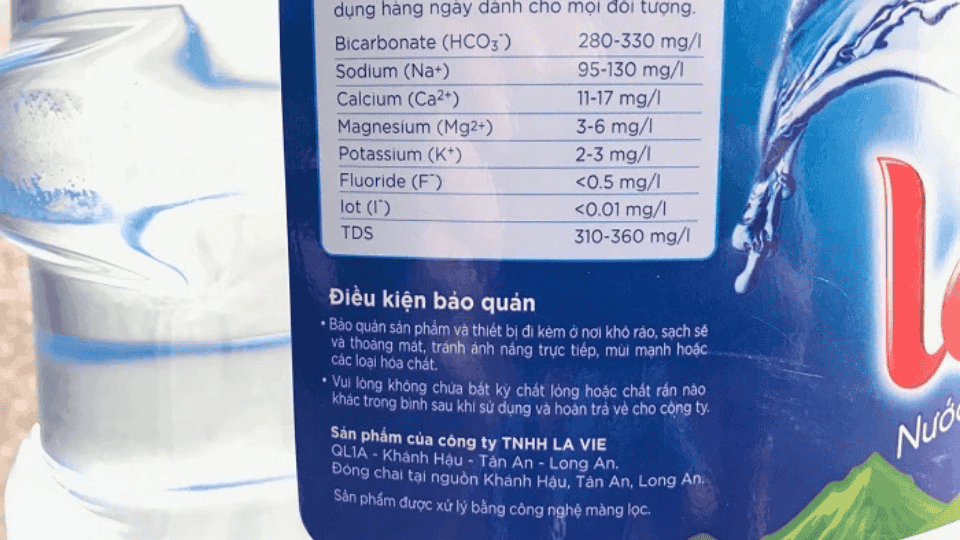 dụng hàng ngày dành cho mọi đối tượng.
Bicarbonate (HCO₃⁻) 280-330 mg/l
Sodium (Na⁺) 95-130 mg/l
Calcium (Ca²⁺) 11-17 mg/l
Magnesium (Mg²⁺) 3-6 mg/l
Potassium (K⁺) 2-3 mg/l
Fluoride (F⁻) <0.5 mg/l
Iot (I⁻) <0.01 mg/l
TDS 310-360 mg/l
Điều kiện bảo quản
• Bảo quản sản phẩm và thiết bị đi kèm ở nơi khô ráo, sạch sẽ
và thoáng mát, tránh ánh nắng trực tiếp, mùi mạnh hoặc
các loại hóa chất.
• Vui lòng không chứa bất kỳ chất lỏng hoặc chất rắn nào
khác trong bình sau khi sử dụng và hoàn trả vỏ cho công ty.
Sản phẩm của công ty TNHH LA VIE
QL1A - Khánh Hậu - Tân An - Long An.
Đóng chai tại nguồn Khánh Hậu, Tân An, Long An.
Sản phẩm được xử lý bằng công nghệ màng lọc.
La
Nước